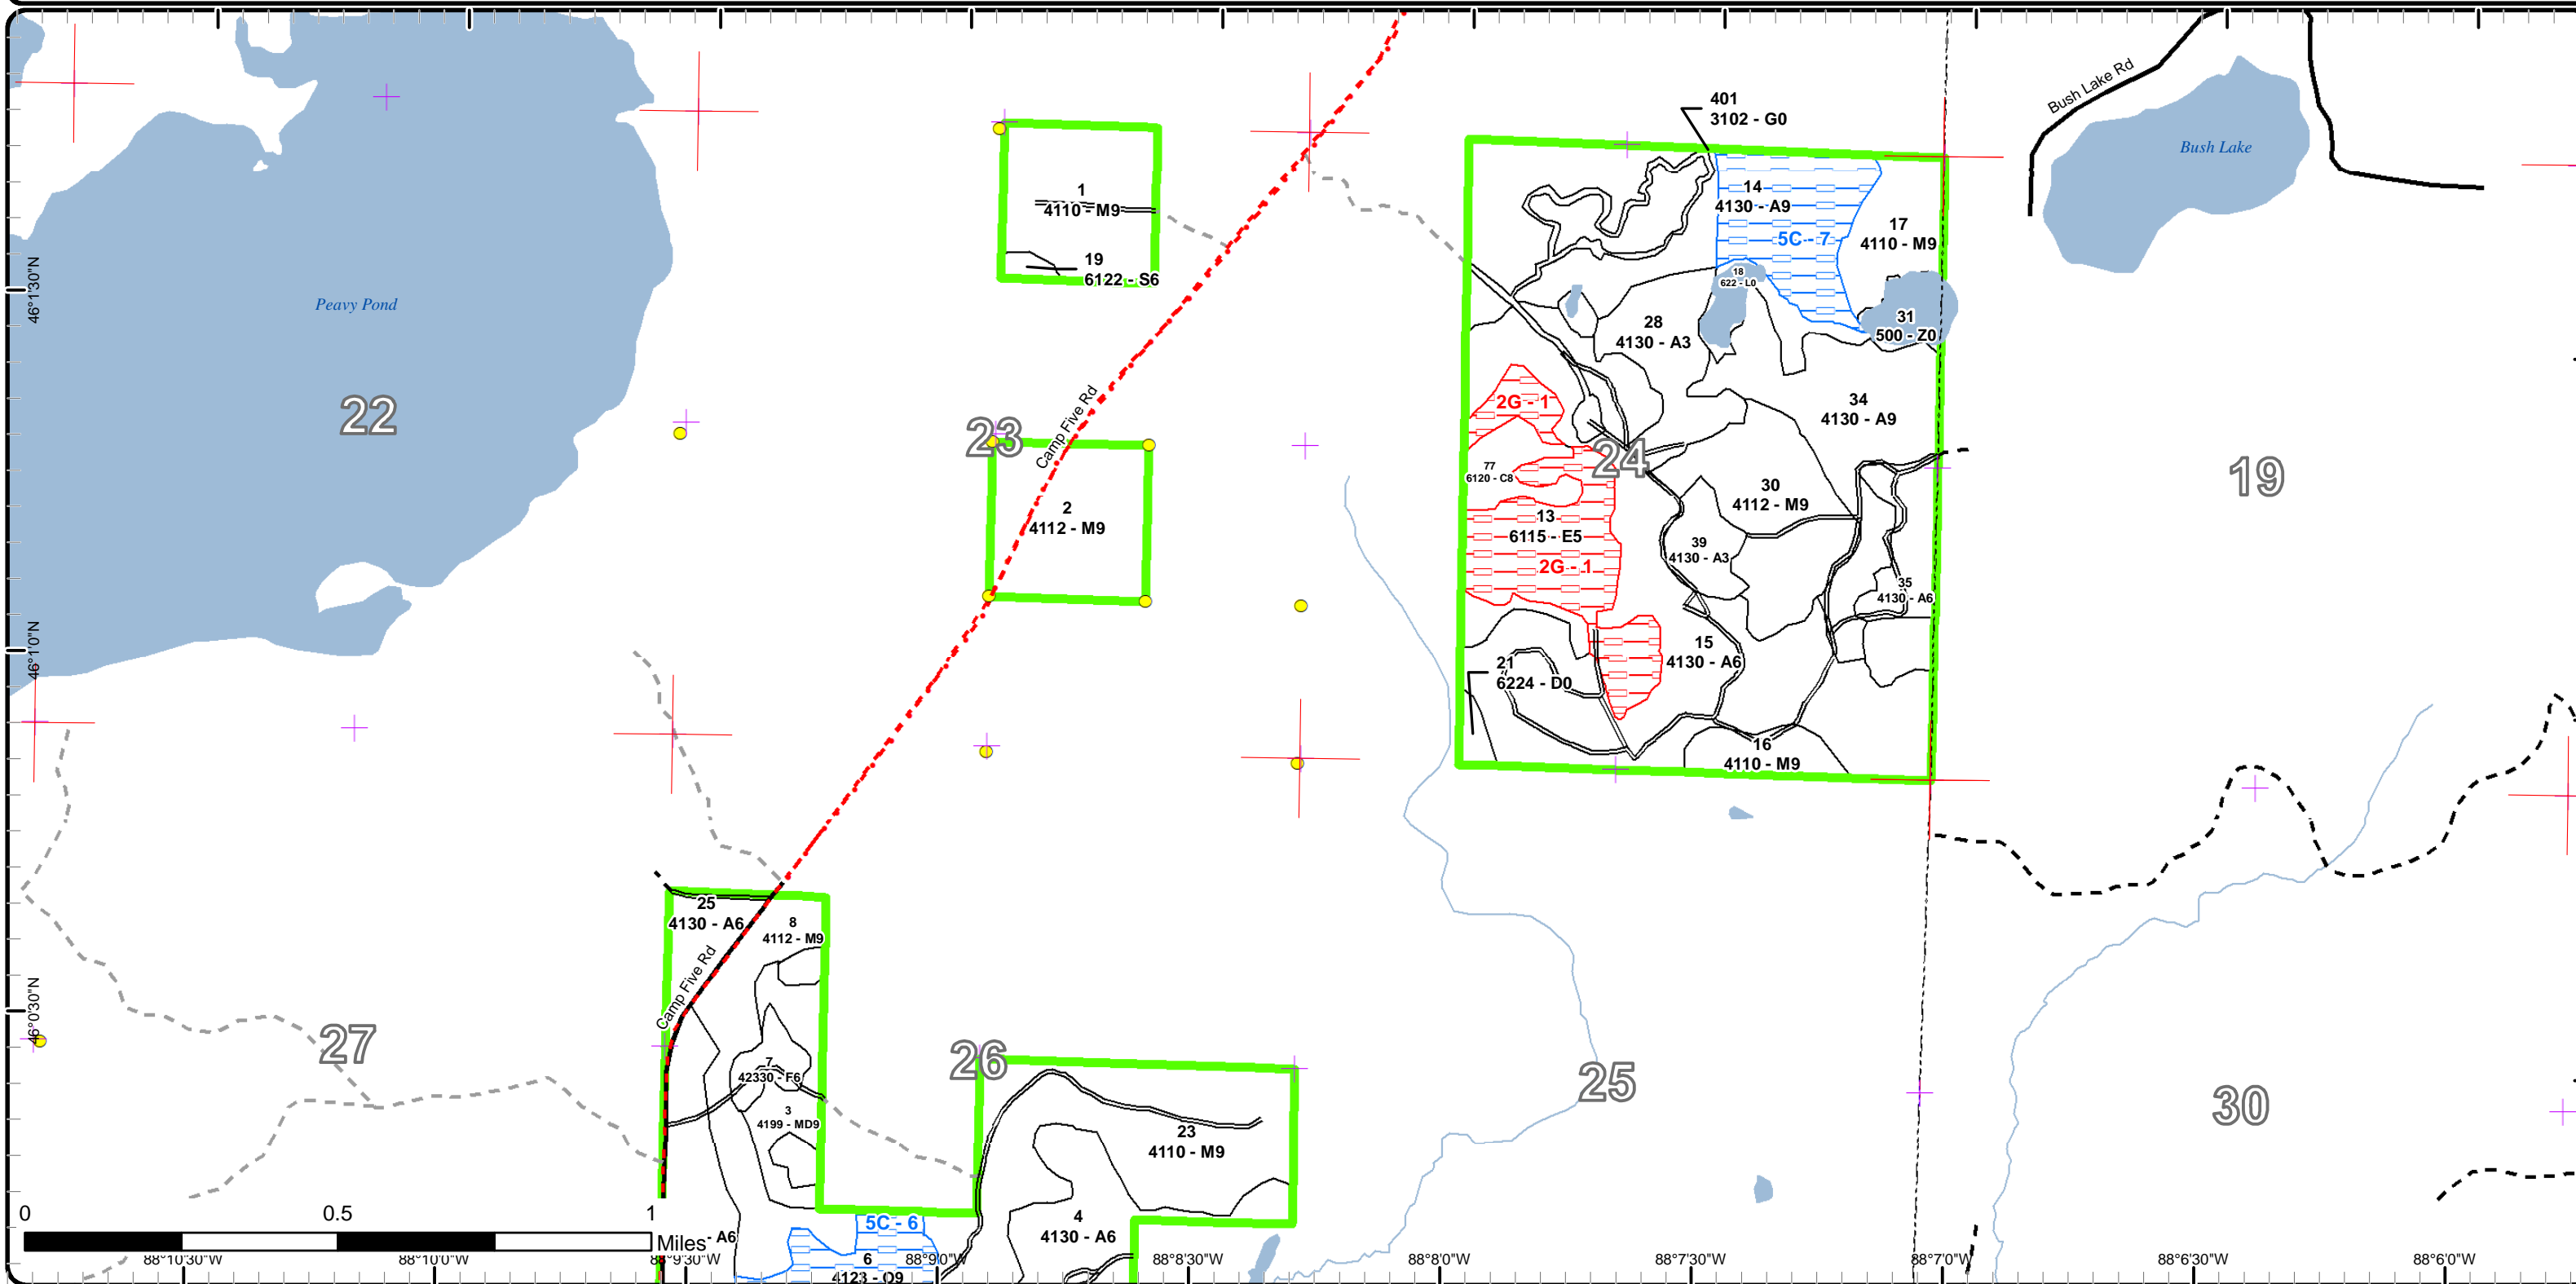 Bush Lake Rd
Bush Lake
401
3102 - G0
14
4130 - A9
5C - 7
17
4110 - M9
18
622 - L0
31
500 - Z0
1
4110 - M9
19
6122 - S6
46°1'30"N
Peavy Pond
28
4130 - A3
22
23
Camp Five Rd
2G - 1
34
4130 - A9
24
19
77
6120 - C8
30
4112 - M9
2
4112 - M9
13
6115 - E5
2G - 1
39
4130 - A3
35
4130 - A6
46°1'0"N
15
4130 - A6
21
6224 - D0
16
4110 - M9
25
4130 - A6
8
4112 - M9
Camp Five Rd
46°0'30"N
27
26
25
30
7
42330 - F6
3
4199 - MD9
23
4110 - M9
4
4130 - A6
5C - 6
6
4123 - O9
0 0.5 1
Miles
- A6
88°10'30"W 88°10'0"W 88°9'30"W 88°9'0"W 88°8'30"W 88°8'0"W 88°7'30"W 88°7'0"W 88°6'30"W 88°6'0"W